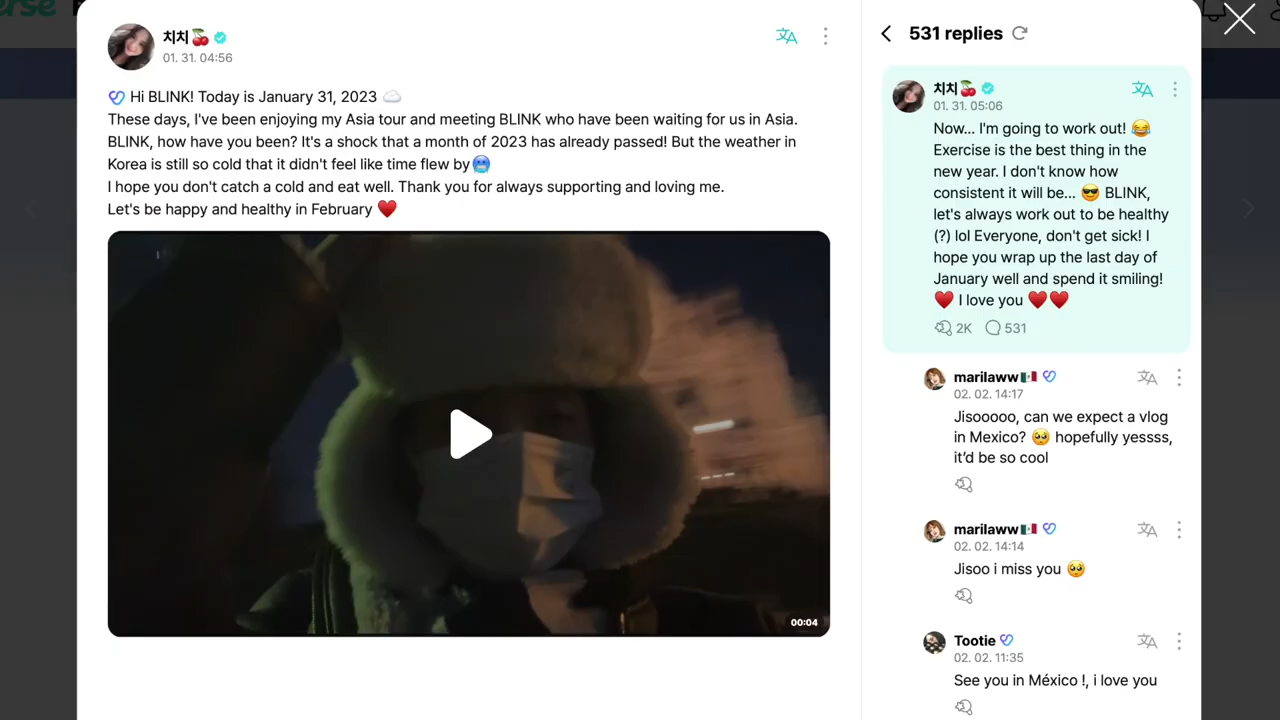 erse
치치🍒
01. 31. 04:56
Hi BLINK! Today is January 31, 2023 ☁️
These days, I've been enjoying my Asia tour and meeting BLINK who have been waiting for us in Asia.
BLINK, how have you been? It's a shock that a month of 2023 has already passed! But the weather in
Korea is still so cold that it didn't feel like time flew by🥶
I hope you don't catch a cold and eat well. Thank you for always supporting and loving me.
Let's be happy and healthy in February ❤️
00:04
531 replies
치치🍒
01. 31. 05:06
Now... I'm going to work out! 😂
Exercise is the best thing in the
new year. I don't know how
consistent it will be... 😎 BLINK,
let's always work out to be healthy
(?) lol Everyone, don't get sick! I
hope you wrap up the last day of
January well and spend it smiling!
❤️ I love you ❤️❤️
2K 531
marilaww🇲🇽
02. 02. 14:17
Jisooooo, can we expect a vlog
in Mexico? 🥺 hopefully yessss,
it'd be so cool
marilaww🇲🇽
02. 02. 14:14
Jisoo i miss you 🥺
Tootie
02. 02. 11:35
See you in México !, i love you